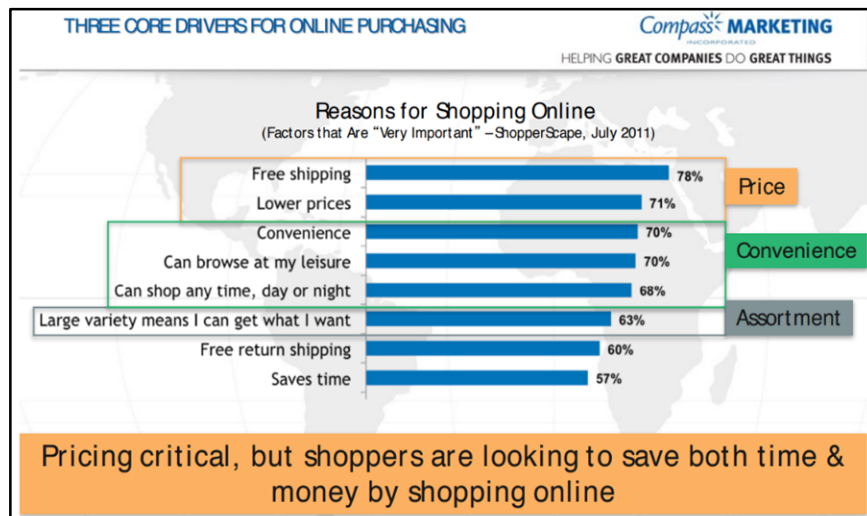 THREE CORE DRIVERS FOR ONLINE PURCHASING
Compass MARKETING
INCORPORATED
HELPING GREAT COMPANIES DO GREAT THINGS
Reasons for Shopping Online
(Factors that Are "Very Important" –ShopperScape, July 2011)
Free shipping 78%
Lower prices 71%
Price
Convenience 70%
Can browse at my leisure 70%
Can shop any time, day or night 68%
Convenience
Large variety means I can get what I want 63%
Assortment
Free return shipping 60%
Saves time 57%
Pricing critical, but shoppers are looking to save both time &
money by shopping online